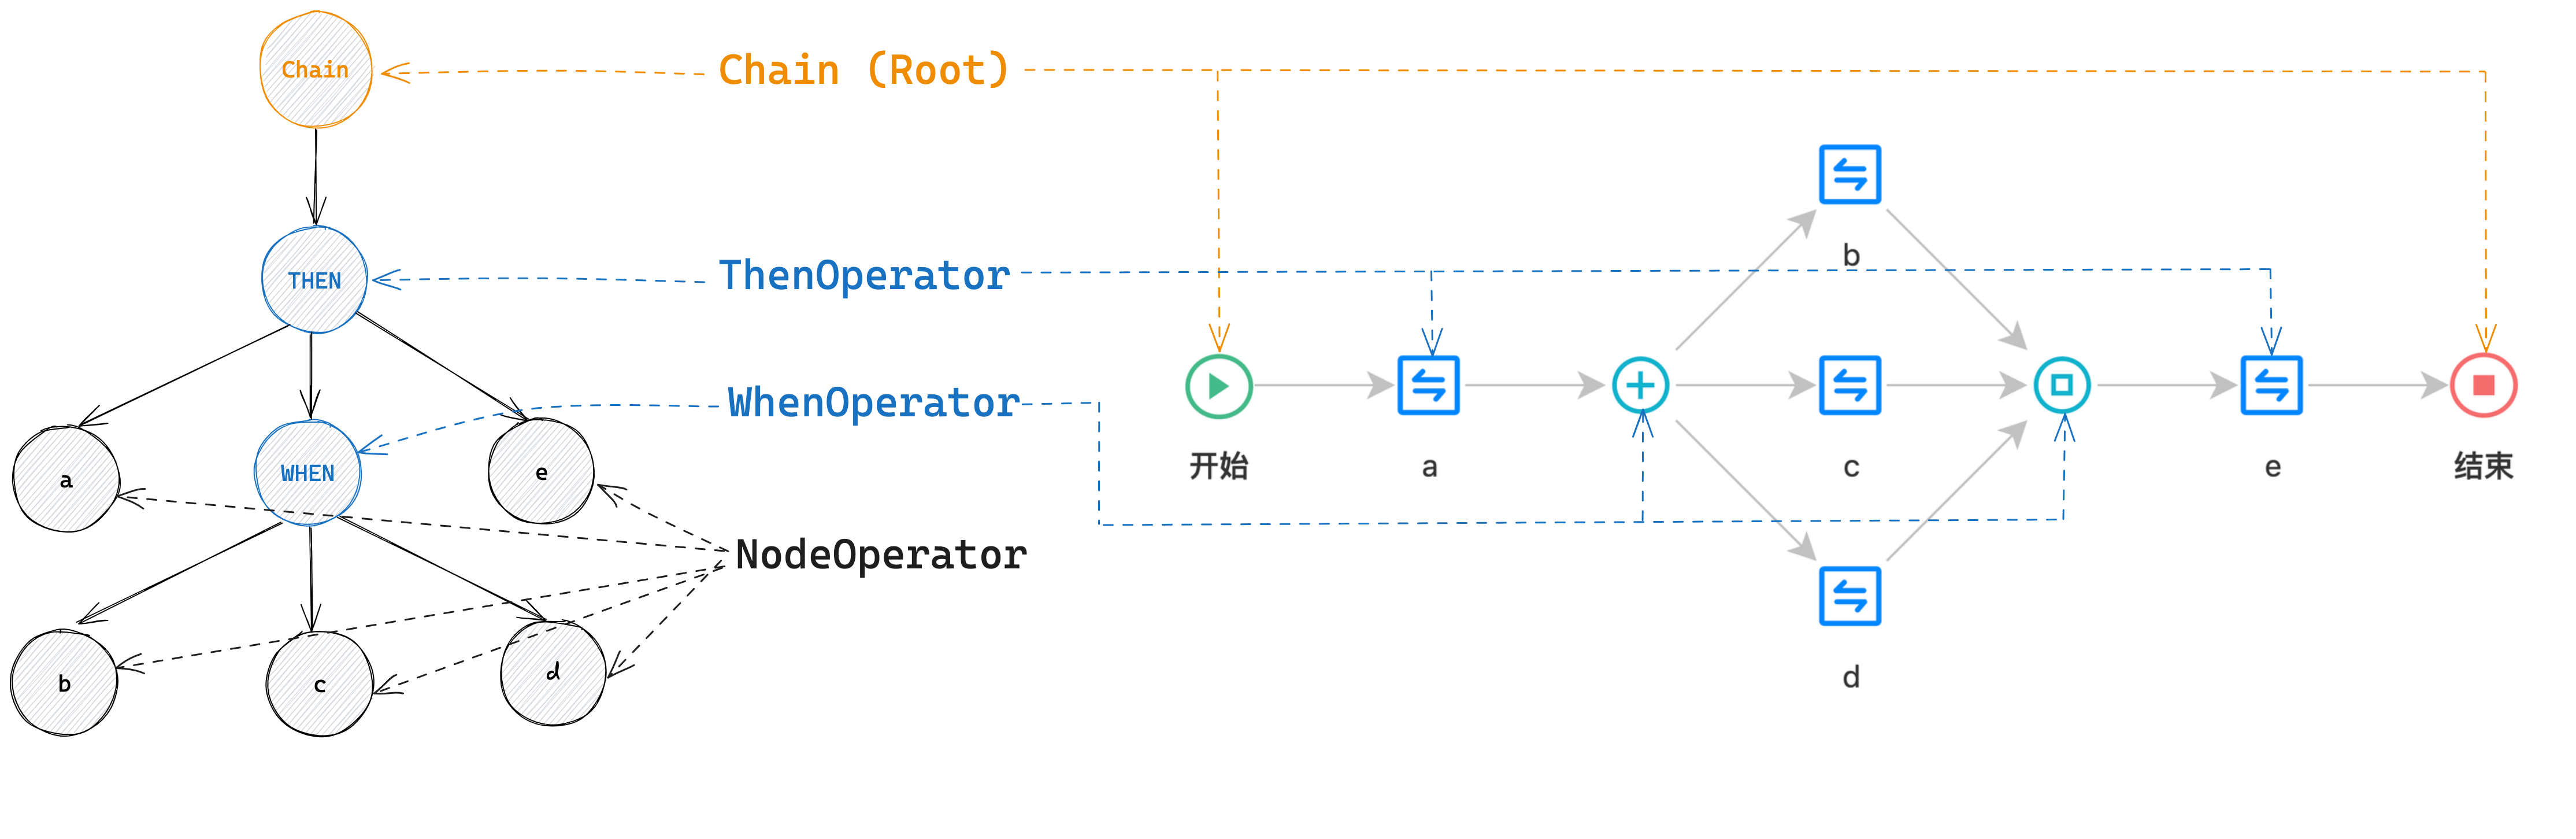 Chain
Chain (Root)
b
THEN
ThenOperator
WhenOperator
a
WHEN
e
开始
a
c
e
结束
NodeOperator
b
c
d
d